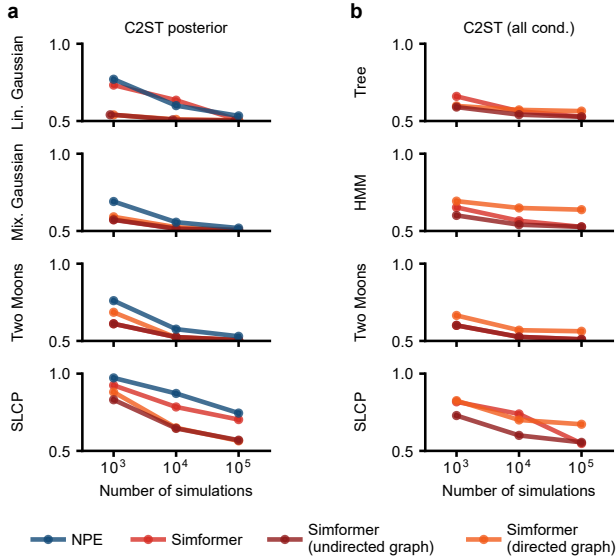 a
C2ST posterior
Lin. Gaussian
1.0
0.5
Mix. Gaussian
1.0
0.5
Two Moons
1.0
0.5
SLCP
1.0
0.5
10³ 10⁴ 10⁵
Number of simulations
b
C2ST (all cond.)
Tree
1.0
0.5
HMM
1.0
0.5
Two Moons
1.0
0.5
SLCP
1.0
0.5
10³ 10⁴ 10⁵
Number of simulations
NPE
Simformer
Simformer
(undirected graph)
Simformer
(directed graph)